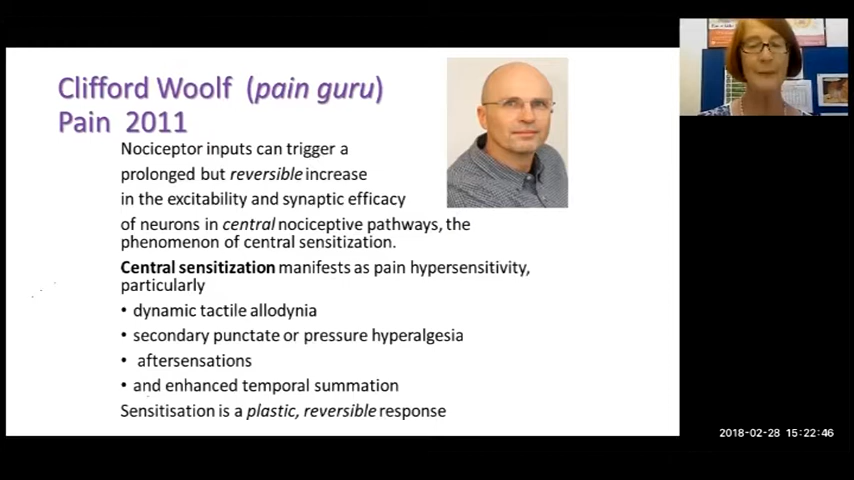 Clifford Woolf (pain guru)
Pain 2011
Nociceptor inputs can trigger a
prolonged but reversible increase
in the excitability and synaptic efficacy
of neurons in central nociceptive pathways, the
phenomenon of central sensitization.
Central sensitization manifests as pain hypersensitivity,
particularly
• dynamic tactile allodynia
• secondary punctate or pressure hyperalgesia
• aftersensations
• and enhanced temporal summation
Sensitisation is a plastic, reversible response
2018-02-28 15:22:46